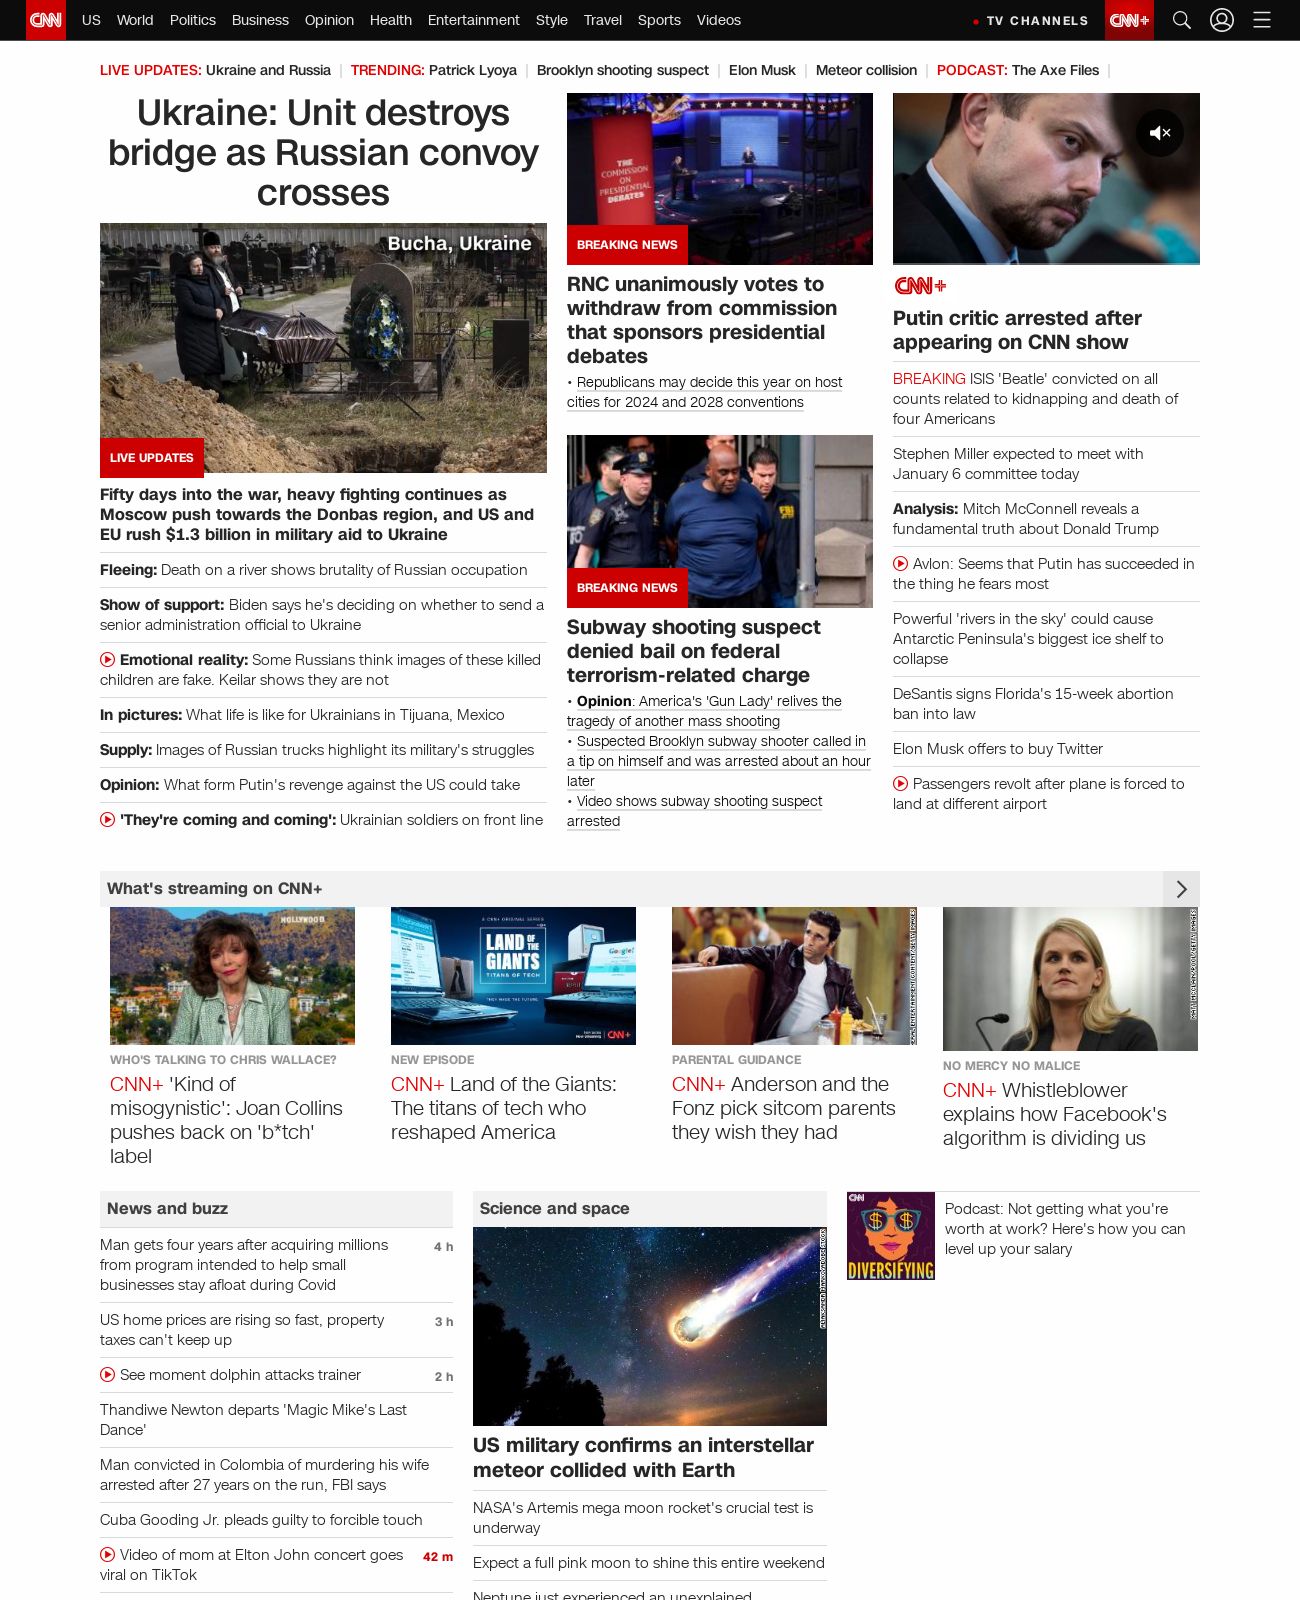 CNN US World Politics Business Opinion Health Entertainment Style Travel Sports Videos • TV CHANNELS CNN+
LIVE UPDATES: Ukraine and Russia | TRENDING: Patrick Lyoya | Brooklyn shooting suspect | Elon Musk | Meteor collision | PODCAST: The Axe Files |
Ukraine: Unit destroys
bridge as Russian convoy
crosses
Bucha, Ukraine
LIVE UPDATES
Fifty days into the war, heavy fighting continues as
Moscow push towards the Donbas region, and US and
EU rush $1.3 billion in military aid to Ukraine
Fleeing: Death on a river shows brutality of Russian occupation
Show of support: Biden says he's deciding on whether to send a
senior administration official to Ukraine
Emotional reality: Some Russians think images of these killed
children are fake. Keilar shows they are not
In pictures: What life is like for Ukrainians in Tijuana, Mexico
Supply: Images of Russian trucks highlight its military's struggles
Opinion: What form Putin's revenge against the US could take
'They're coming and coming': Ukrainian soldiers on front line
THE
COMMISSION
ON
PRESIDENTIAL
DEBATES
BREAKING NEWS
RNC unanimously votes to
withdraw from commission
that sponsors presidential
debates
• Republicans may decide this year on host
cities for 2024 and 2028 conventions
FBI
BREAKING NEWS
Subway shooting suspect
denied bail on federal
terrorism-related charge
• Opinion: America's 'Gun Lady' relives the
tragedy of another mass shooting
• Suspected Brooklyn subway shooter called in
a tip on himself and was arrested about an hour
later
• Video shows subway shooting suspect
arrested
CNN+
Putin critic arrested after
appearing on CNN show
BREAKING ISIS 'Beatle' convicted on all
counts related to kidnapping and death of
four Americans
Stephen Miller expected to meet with
January 6 committee today
Analysis: Mitch McConnell reveals a
fundamental truth about Donald Trump
Avlon: Seems that Putin has succeeded in
the thing he fears most
Powerful 'rivers in the sky' could cause
Antarctic Peninsula's biggest ice shelf to
collapse
DeSantis signs Florida's 15-week abortion
ban into law
Elon Musk offers to buy Twitter
Passengers revolt after plane is forced to
land at different airport
What's streaming on CNN+
HOLLYWOOD
WHO'S TALKING TO CHRIS WALLACE?
CNN+ 'Kind of
misogynistic': Joan Collins
pushes back on 'b*tch'
label
A CNN+ ORIGINAL SERIES
LAND OF THE
GIANTS
TITANS OF TECH
THEY MADE THE FUTURE.
Google
CNN+
NEW EPISODE
CNN+ Land of the Giants:
The titans of tech who
reshaped America
PARENTAL GUIDANCE
CNN+ Anderson and the
Fonz pick sitcom parents
they wish they had
NO MERCY NO MALICE
CNN+ Whistleblower
explains how Facebook's
algorithm is dividing us
News and buzz
Man gets four years after acquiring millions 4 h
from program intended to help small
businesses stay afloat during Covid
US home prices are rising so fast, property 3 h
taxes can't keep up
See moment dolphin attacks trainer 2 h
Thandiwe Newton departs 'Magic Mike's Last
Dance'
Man convicted in Colombia of murdering his wife
arrested after 27 years on the run, FBI says
Cuba Gooding Jr. pleads guilty to forcible touch
Video of mom at Elton John concert goes 42 m
viral on TikTok
Science and space
US military confirms an interstellar
meteor collided with Earth
NASA's Artemis mega moon rocket's crucial test is
underway
Expect a full pink moon to shine this entire weekend
Neptune just experienced an unexplained
CNN
DIVERSIFYING
Podcast: Not getting what you're
worth at work? Here's how you can
level up your salary